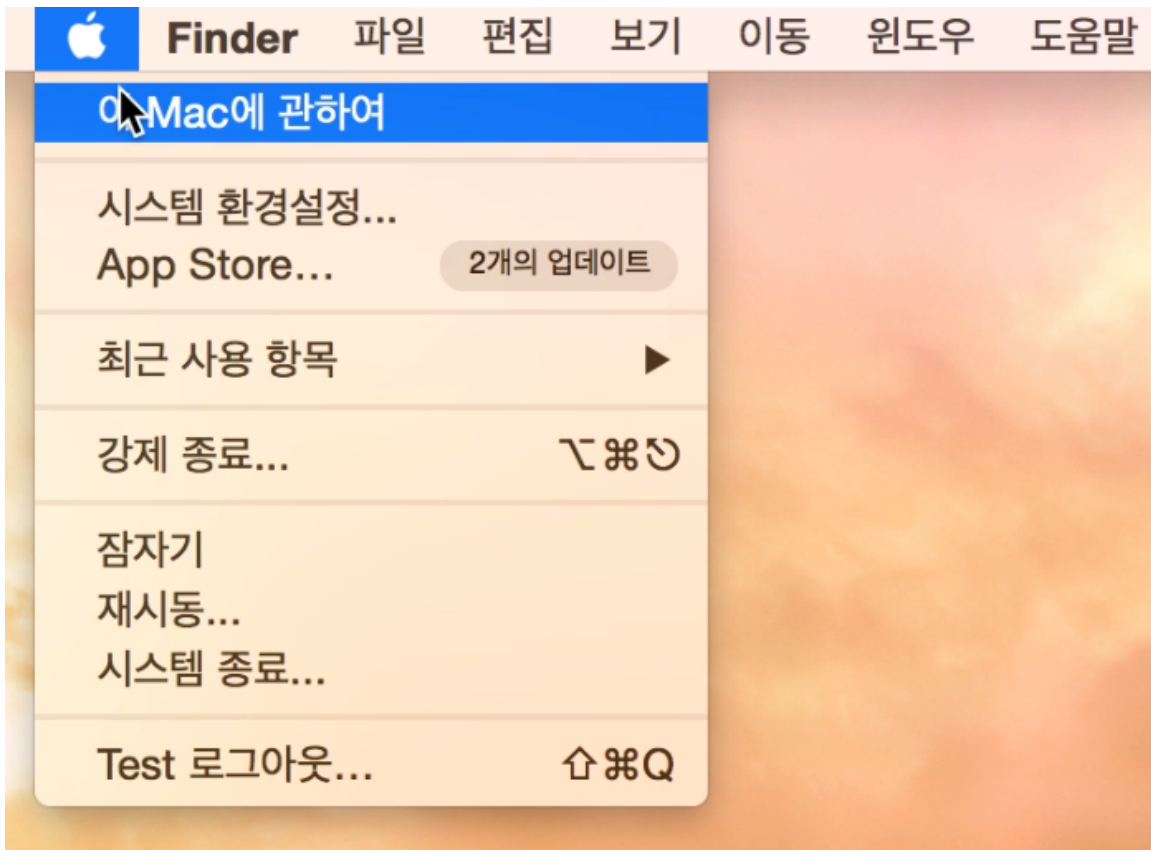 Finder 파일 편집 보기 이동 윈도우 도움말
이 Mac에 관하여
시스템 환경설정...
App Store... 2개의 업데이트
최근 사용 항목 ▶
강제 종료... ⌥⌘⎋
잠자기
재시동...
시스템 종료...
Test 로그아웃... ⇧⌘Q